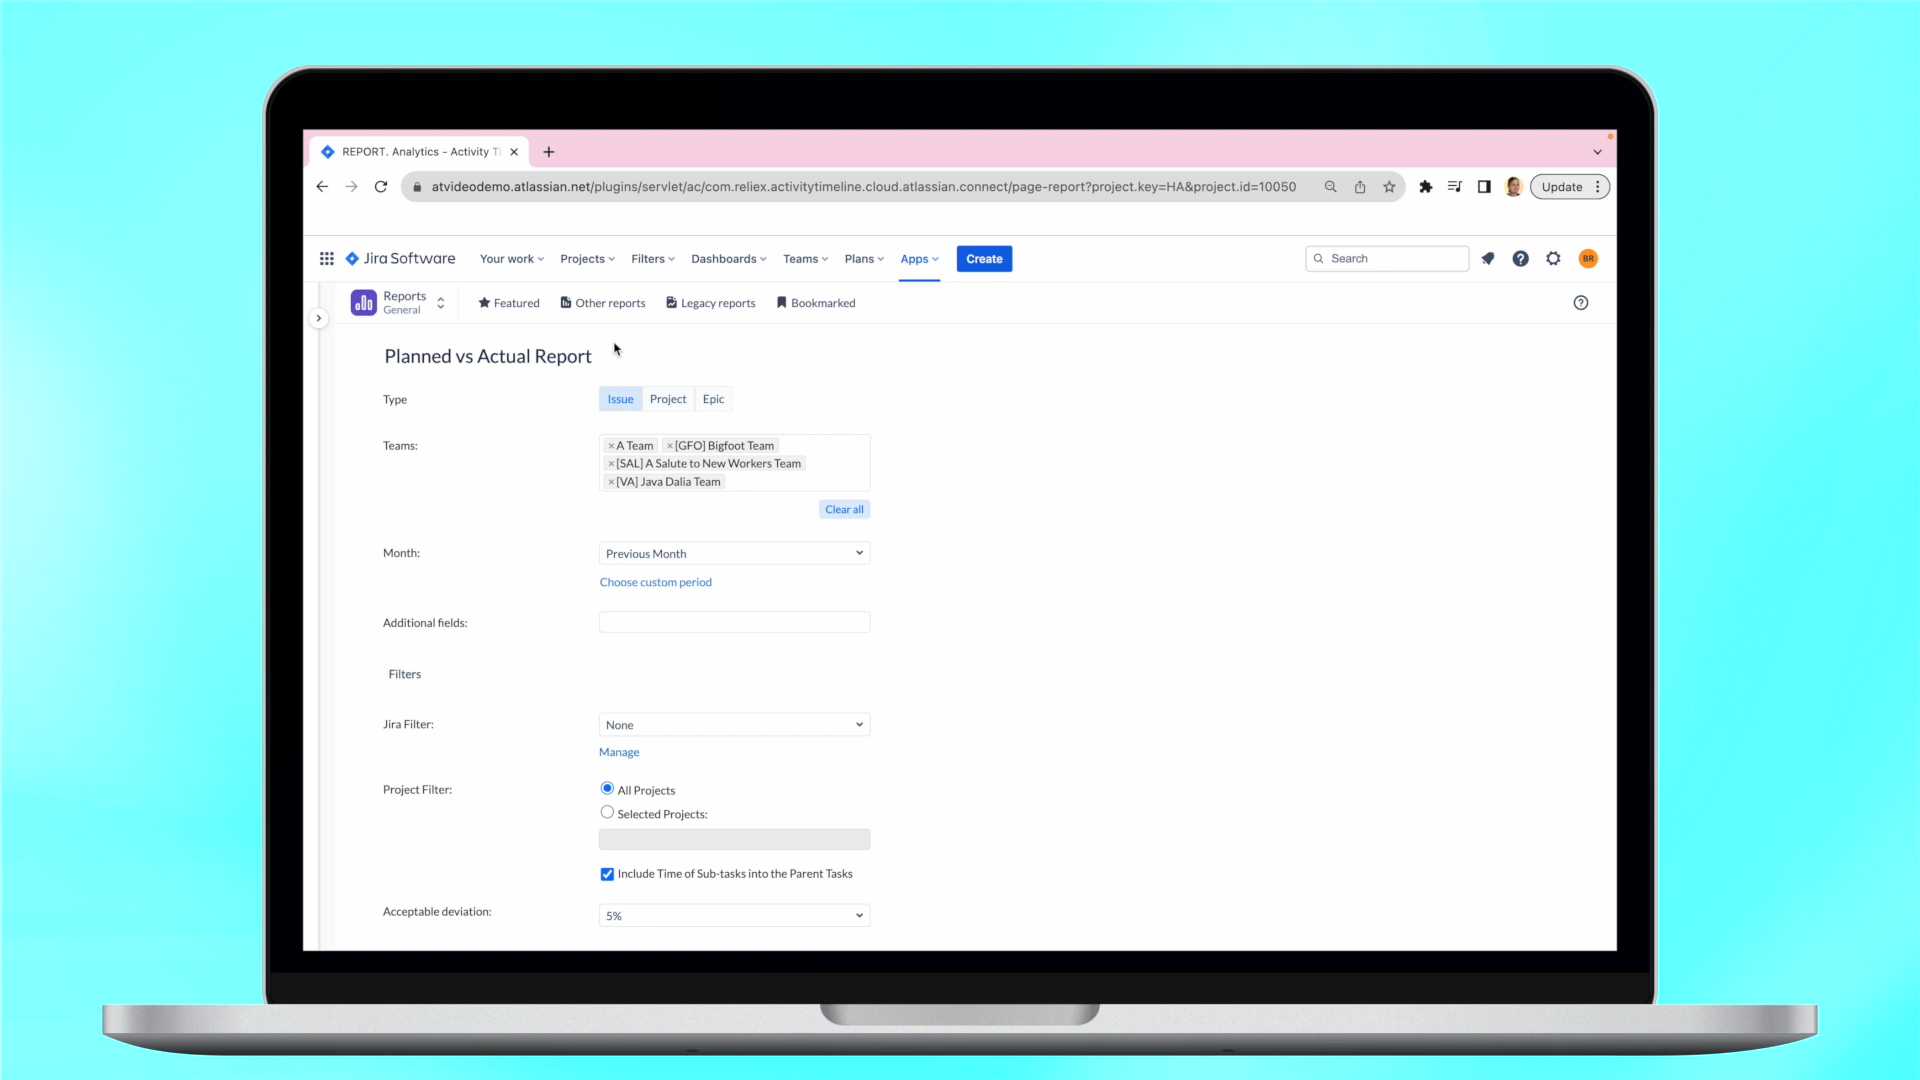 REPORT. Analytics - Activity Ti
atvideodemo.atlassian.net/plugins/servlet/ac/com.reliex.activitytimeline.cloud.atlassian.connect/page-report?project.key=HA&project.id=10050
Update
Jira Software
Your work
Projects
Filters
Dashboards
Teams
Plans
Apps
Create
Search
BR
Reports
General
Featured
Other reports
Legacy reports
Bookmarked
Planned vs Actual Report
Type
Issue
Project
Epic
Teams:
×A Team ×[GFO] Bigfoot Team
×[SAL] A Salute to New Workers Team
×[VA] Java Dalia Team
Clear all
Month:
Previous Month
Choose custom period
Additional fields:
Filters
Jira Filter:
None
Manage
Project Filter:
All Projects
Selected Projects:
Include Time of Sub-tasks into the Parent Tasks
Acceptable deviation:
5%